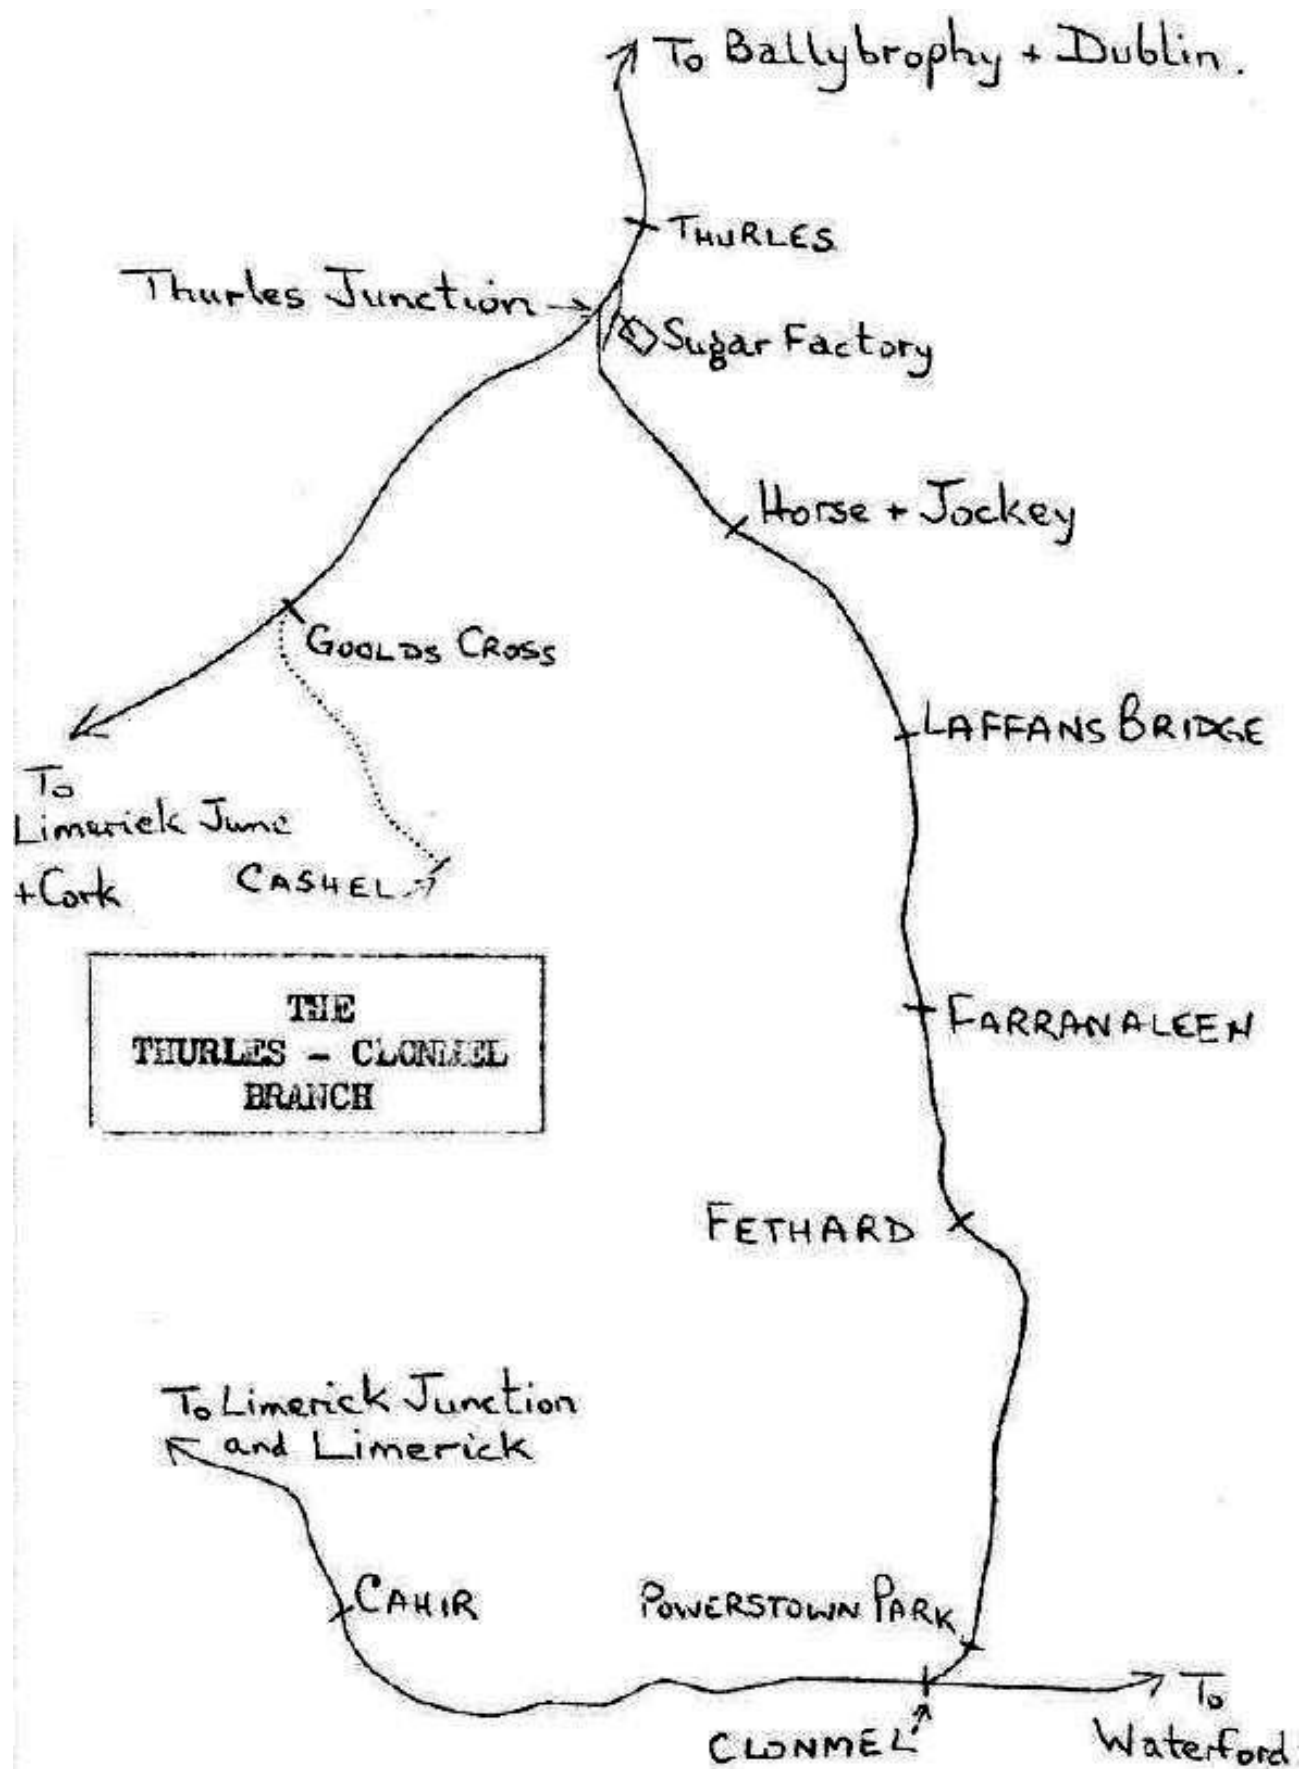 To Ballybrophy + Dublin.
THURLES
Thurles Junction
Sugar Factory
Horse + Jockey
GOOLDS CROSS
LAFFANS BRIDGE
To
Limerick Junc
+ Cork
CASHEL
THE
THURLES - CLONMEL
BRANCH
FARRANALEEN
FETHARD
To Limerick Junction
and Limerick
CAHIR
POWERSTOWN PARK
CLONMEL
To
Waterford